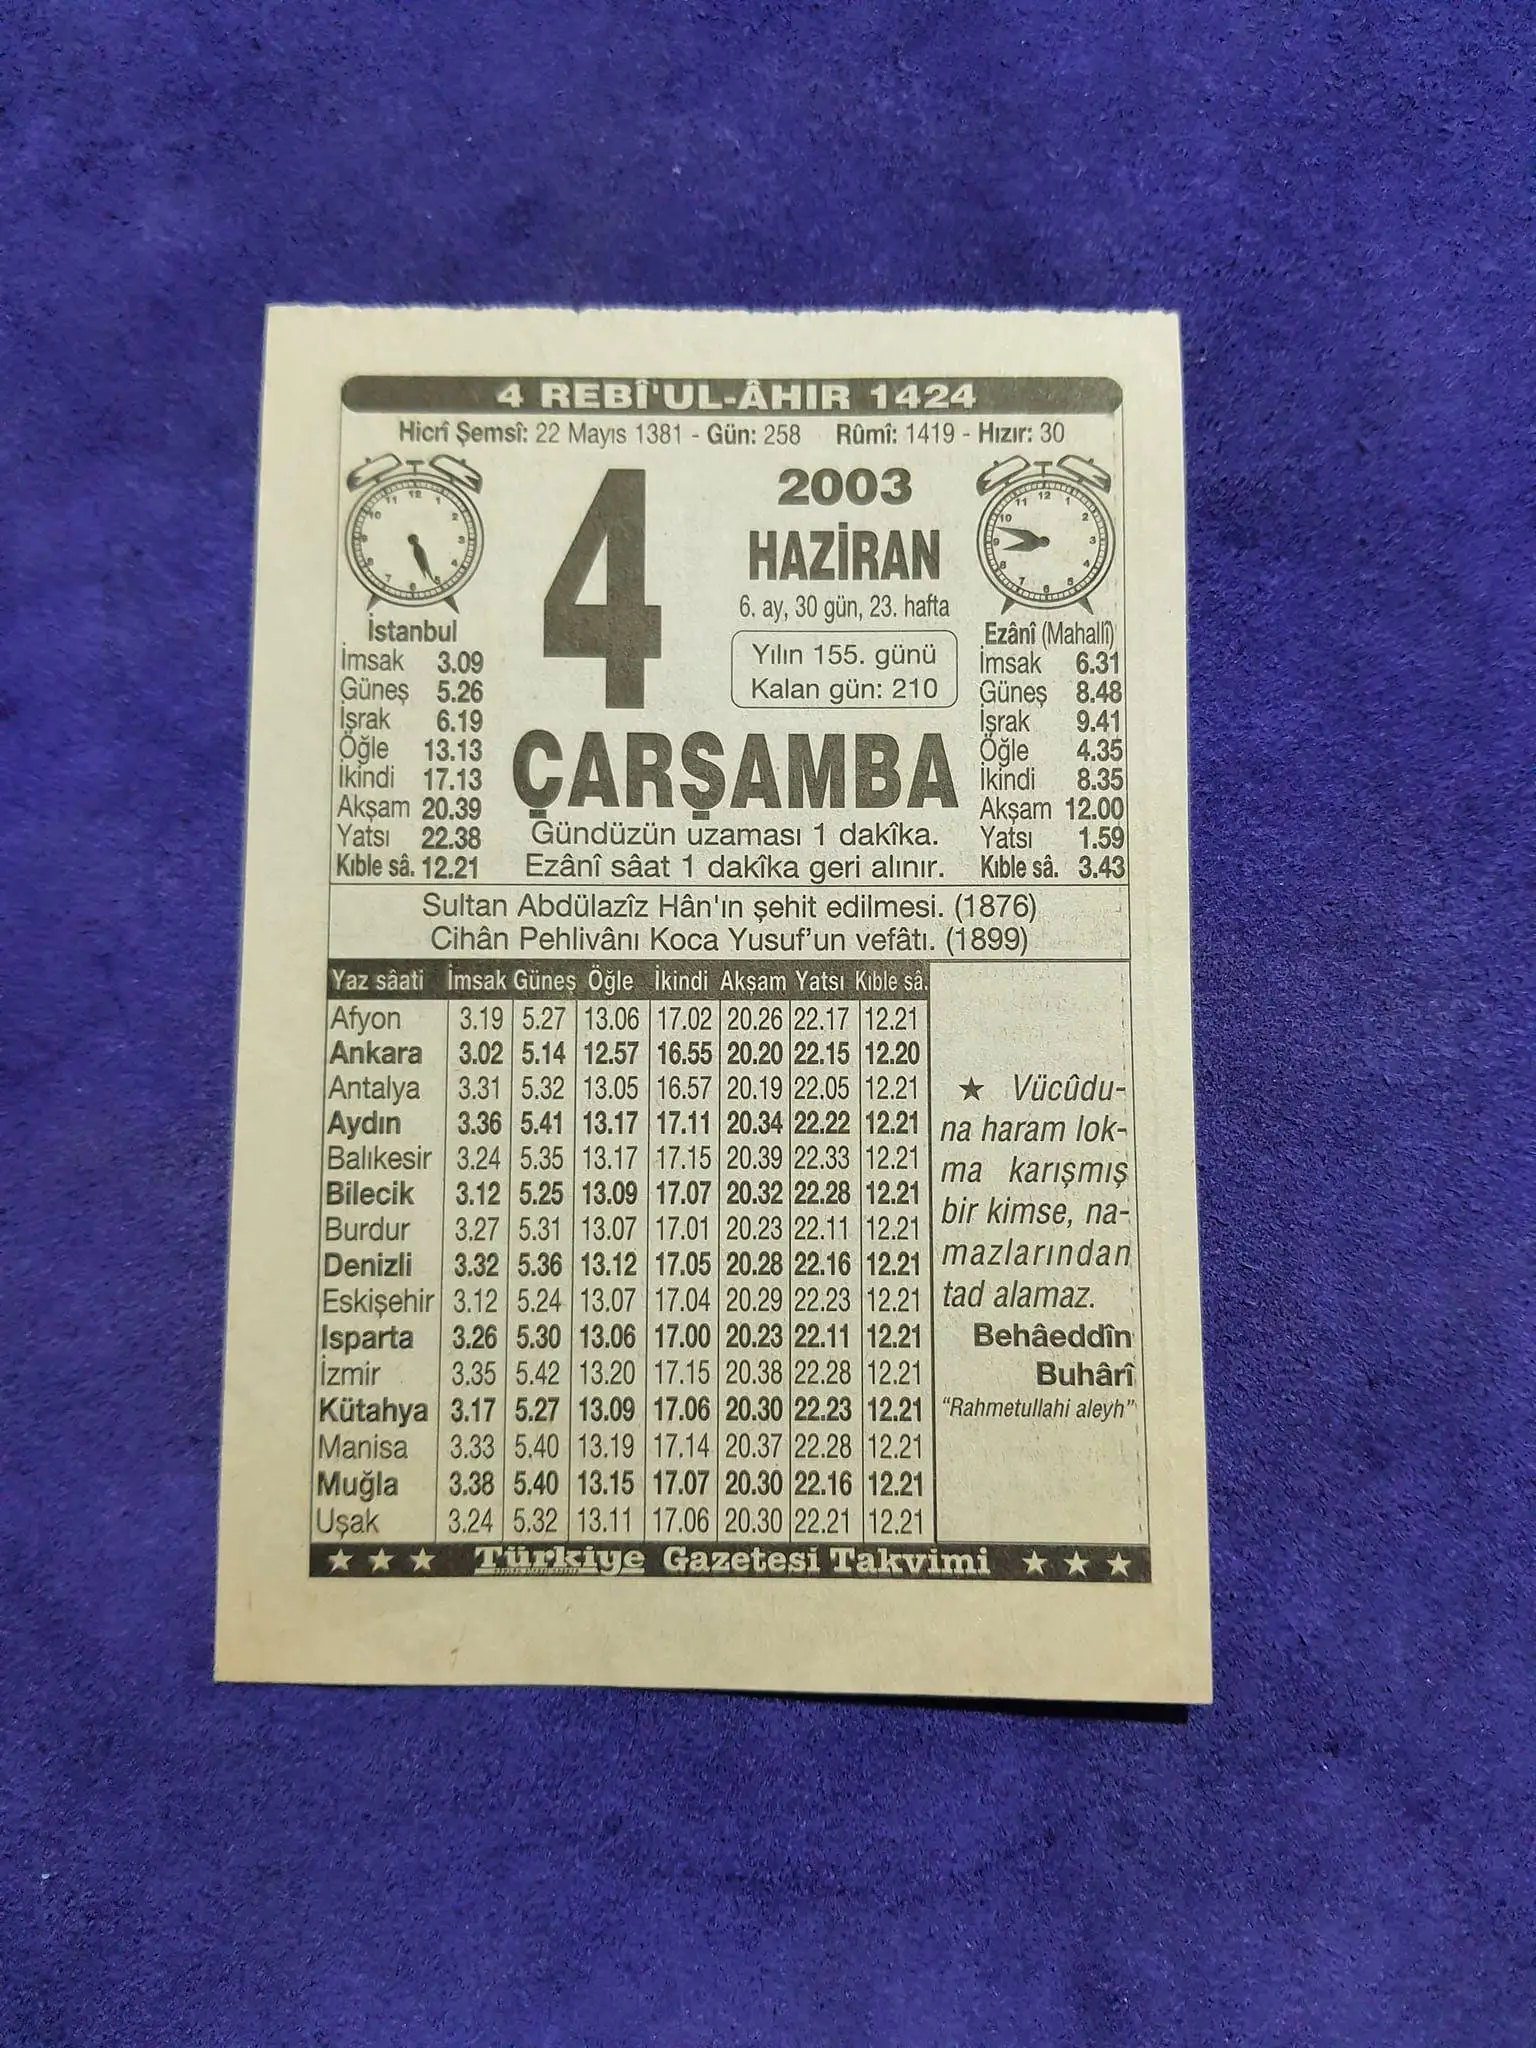 4 REBÎ'UL-ÂHIR 1424
Hicrî Şemsî: 22 Mayıs 1381 - Gün: 258 Rûmî: 1419 - Hızır: 30
4
2003
HAZİRAN
6. ay, 30 gün, 23. hafta
Yılın 155. günü
Kalan gün: 210
ÇARŞAMBA
Gündüzün uzaması 1 dakîka.
Ezânî sâat 1 dakîka geri alınır.
İstanbul
İmsak 3.09
Güneş 5.26
İşrak 6.19
Öğle 13.13
İkindi 17.13
Akşam 20.39
Yatsı 22.38
Kıble sâ. 12.21
Ezânî (Mahallî)
İmsak 6.31
Güneş 8.48
İşrak 9.41
Öğle 4.35
İkindi 8.35
Akşam 12.00
Yatsı 1.59
Kıble sâ. 3.43
Sultan Abdülazîz Hân'ın şehit edilmesi. (1876)
Cihân Pehlivânı Koca Yusuf'un vefâtı. (1899)
Yaz sâati İmsak Güneş Öğle İkindi Akşam Yatsı Kıble sâ.
Afyon 3.19 5.27 13.06 17.02 20.26 22.17 12.21
Ankara 3.02 5.14 12.57 16.55 20.20 22.15 12.20
Antalya 3.31 5.32 13.05 16.57 20.19 22.05 12.21
Aydın 3.36 5.41 13.17 17.11 20.34 22.22 12.21
Balıkesir 3.24 5.35 13.17 17.15 20.39 22.33 12.21
Bilecik 3.12 5.25 13.09 17.07 20.32 22.28 12.21
Burdur 3.27 5.31 13.07 17.01 20.23 22.11 12.21
Denizli 3.32 5.36 13.12 17.05 20.28 22.16 12.21
Eskişehir 3.12 5.24 13.07 17.04 20.29 22.23 12.21
Isparta 3.26 5.30 13.06 17.00 20.23 22.11 12.21
İzmir 3.35 5.42 13.20 17.15 20.38 22.28 12.21
Kütahya 3.17 5.27 13.09 17.06 20.30 22.23 12.21
Manisa 3.33 5.40 13.19 17.14 20.37 22.28 12.21
Muğla 3.38 5.40 13.15 17.07 20.30 22.16 12.21
Uşak 3.24 5.32 13.11 17.06 20.30 22.21 12.21
★ Vücûdu-
na haram lok-
ma karışmış
bir kimse, na-
mazlarından
tad alamaz.
Behâeddîn
Buhârî
"Rahmetullahi aleyh"
★ ★ ★ Türkiye Gazetesi Takvimi ★ ★ ★